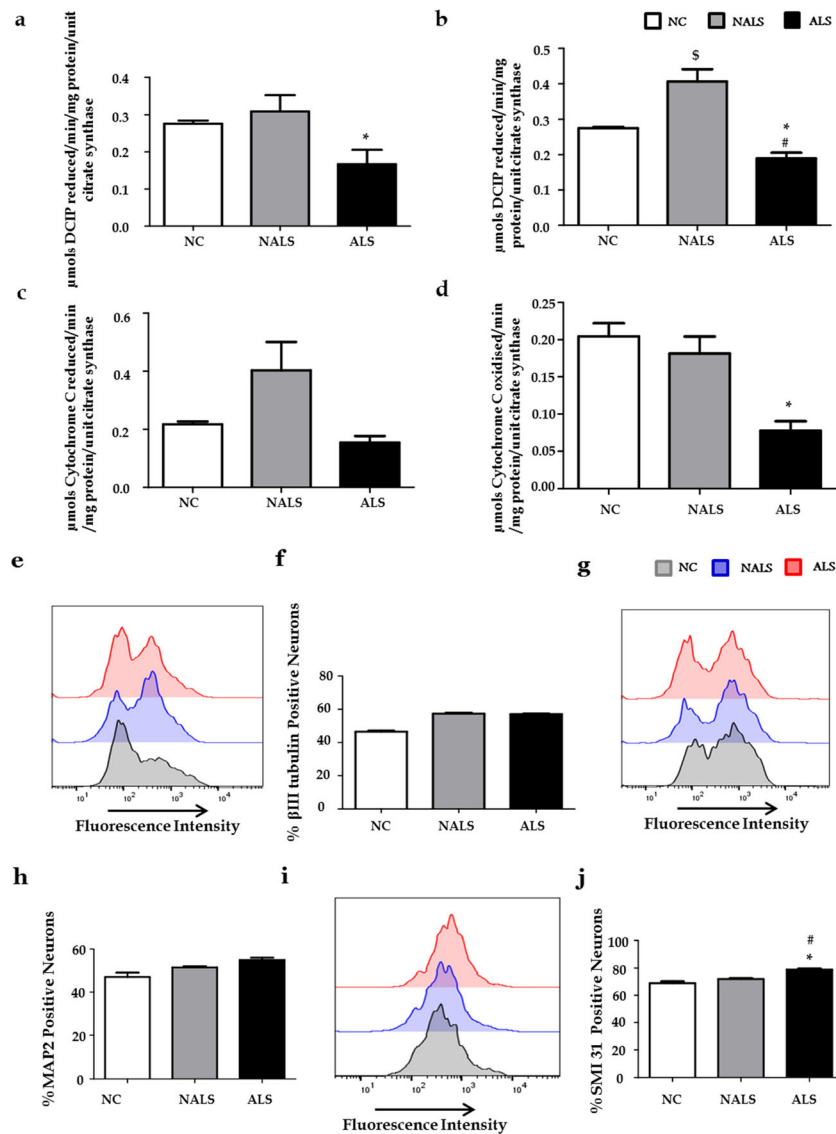 a
µmols DCIP reduced/min/mg protein/unit
citrate synthase
0.4
0.3
0.2
0.1
0.0
*
NC
NALS
ALS
b
NC
NALS
ALS
µmols DCIP reduced/min/mg
protein/unit citrate synthase
0.5
0.4
0.3
0.2
0.1
0.0
$
*
#
NC
NALS
ALS
c
µmols Cytochrome C reduced/min
/mg protein/unit citrate synthase
0.6
0.4
0.2
0.0
NC
NALS
ALS
d
µmols Cytochrome C oxidised/min
/mg protein/unit citrate synthase
0.25
0.20
0.15
0.10
0.05
0.00
*
NC
NALS
ALS
e
10¹
10²
10³
10⁴
Fluorescence Intensity
f
% βIII tubulin Positive Neurons
80
60
40
20
0
NC
NALS
ALS
g
NC
NALS
ALS
10¹
10²
10³
10⁴
Fluorescence Intensity
h
%MAP2 Positive Neurons
60
40
20
0
NC
NALS
ALS
i
10¹
10²
10³
10⁴
Fluorescence Intensity
j
%SMI 31 Positive Neurons
100
80
60
40
20
0
#
*
NC
NALS
ALS